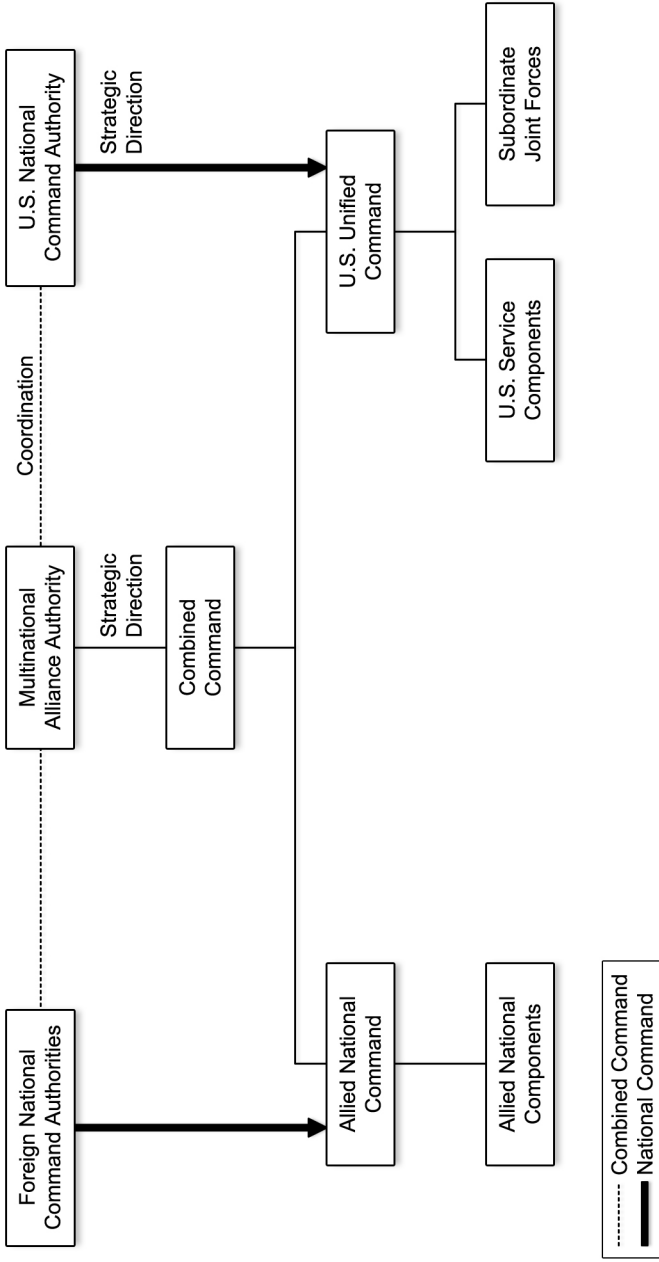 Foreign National
Command Authorities
Multinational
Alliance Authority
Coordination
U.S. National
Command Authority
Strategic
Direction
Strategic
Direction
Combined
Command
Allied National
Command
U.S. Unified
Command
Allied National
Components
U.S. Service
Components
Subordinate
Joint Forces
Combined Command
National Command